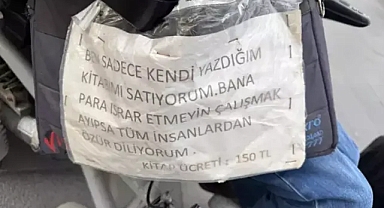 BEN SADECE KENDİ YAZDIĞIM
KİTABIMI SATIYORUM.BANA
PARA ISRAR ETMEYİN ÇALIŞMAK
AYIPSA TÜM İNSANLARDAN
ÖZÜR DİLİYORUM.
KİTAP ÜCRETİ : 150 TL